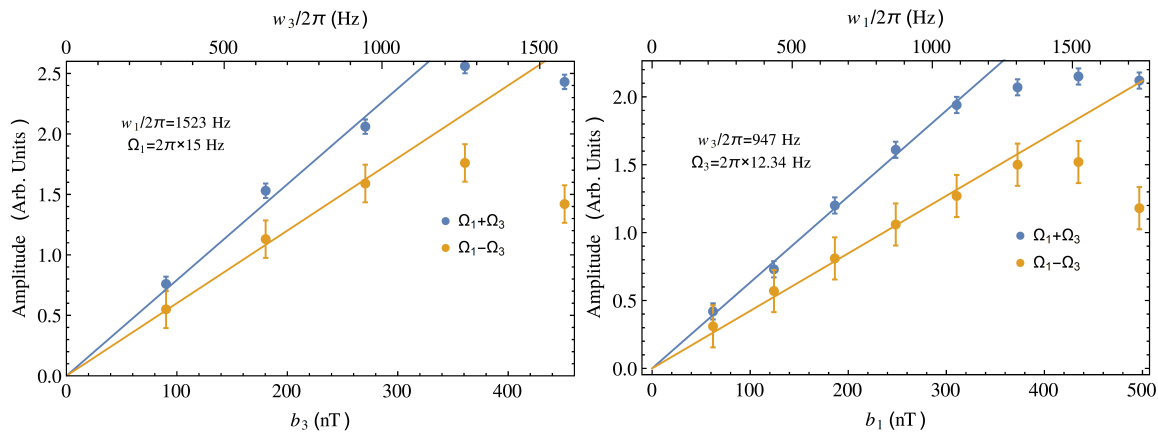 w₃/2π (Hz)
0 500 1000 1500
2.5
2.0
1.5
1.0
0.5
0.0
Amplitude (Arb. Units)
w₁/2π=1523 Hz
Ω₁=2π×15 Hz
Ω₁+Ω₃
Ω₁−Ω₃
0 100 200 300 400
b₃ (nT)
w₁/2π (Hz)
0 500 1000 1500
2.0
1.5
1.0
0.5
0.0
Amplitude (Arb. Units)
w₃/2π=947 Hz
Ω₃=2π×12.34 Hz
Ω₁+Ω₃
Ω₁−Ω₃
0 100 200 300 400 500
b₁ (nT)